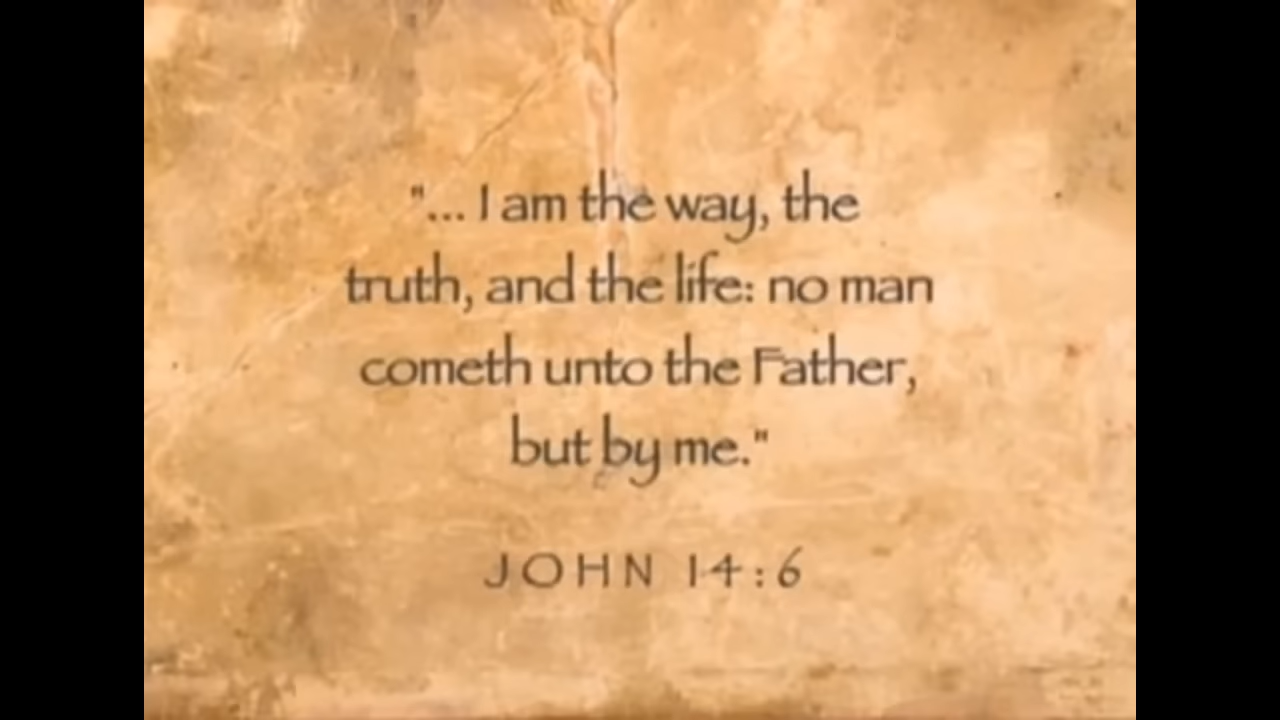 "... I am the way, the
truth, and the life: no man
cometh unto the Father,
but by me."
JOHN 14:6